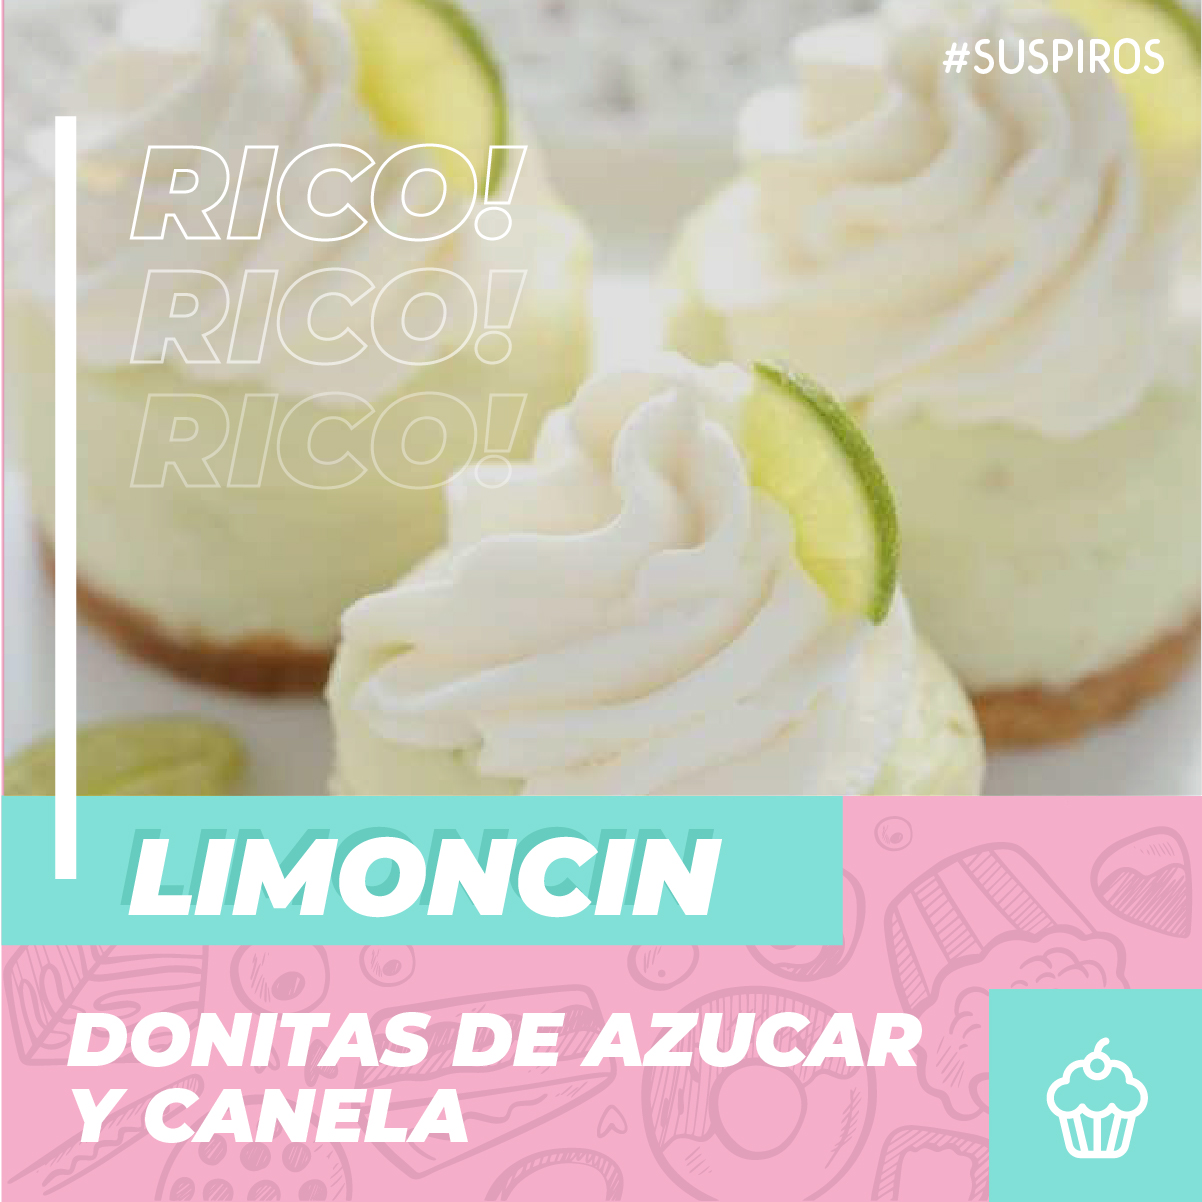 #SUSPIROS
RICO!
RICO!
RICO!
LIMONCIN
DONITAS DE AZUCAR
Y CANELA